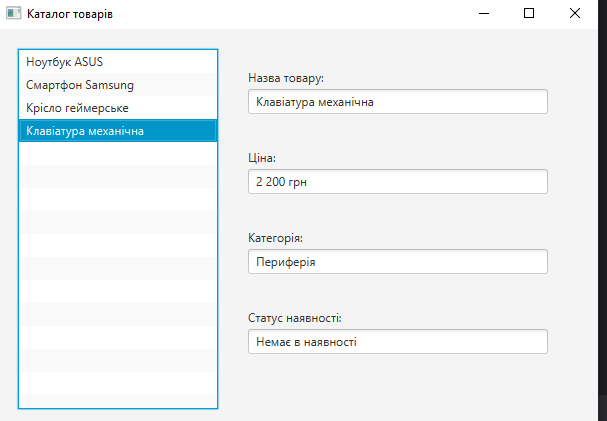 Каталог товарів
Ноутбук ASUS
Смартфон Samsung
Крісло геймерське
Клавіатура механічна
Назва товару:
Клавіатура механічна
Ціна:
2 200 грн
Категорія:
Периферія
Статус наявності:
Немає в наявності